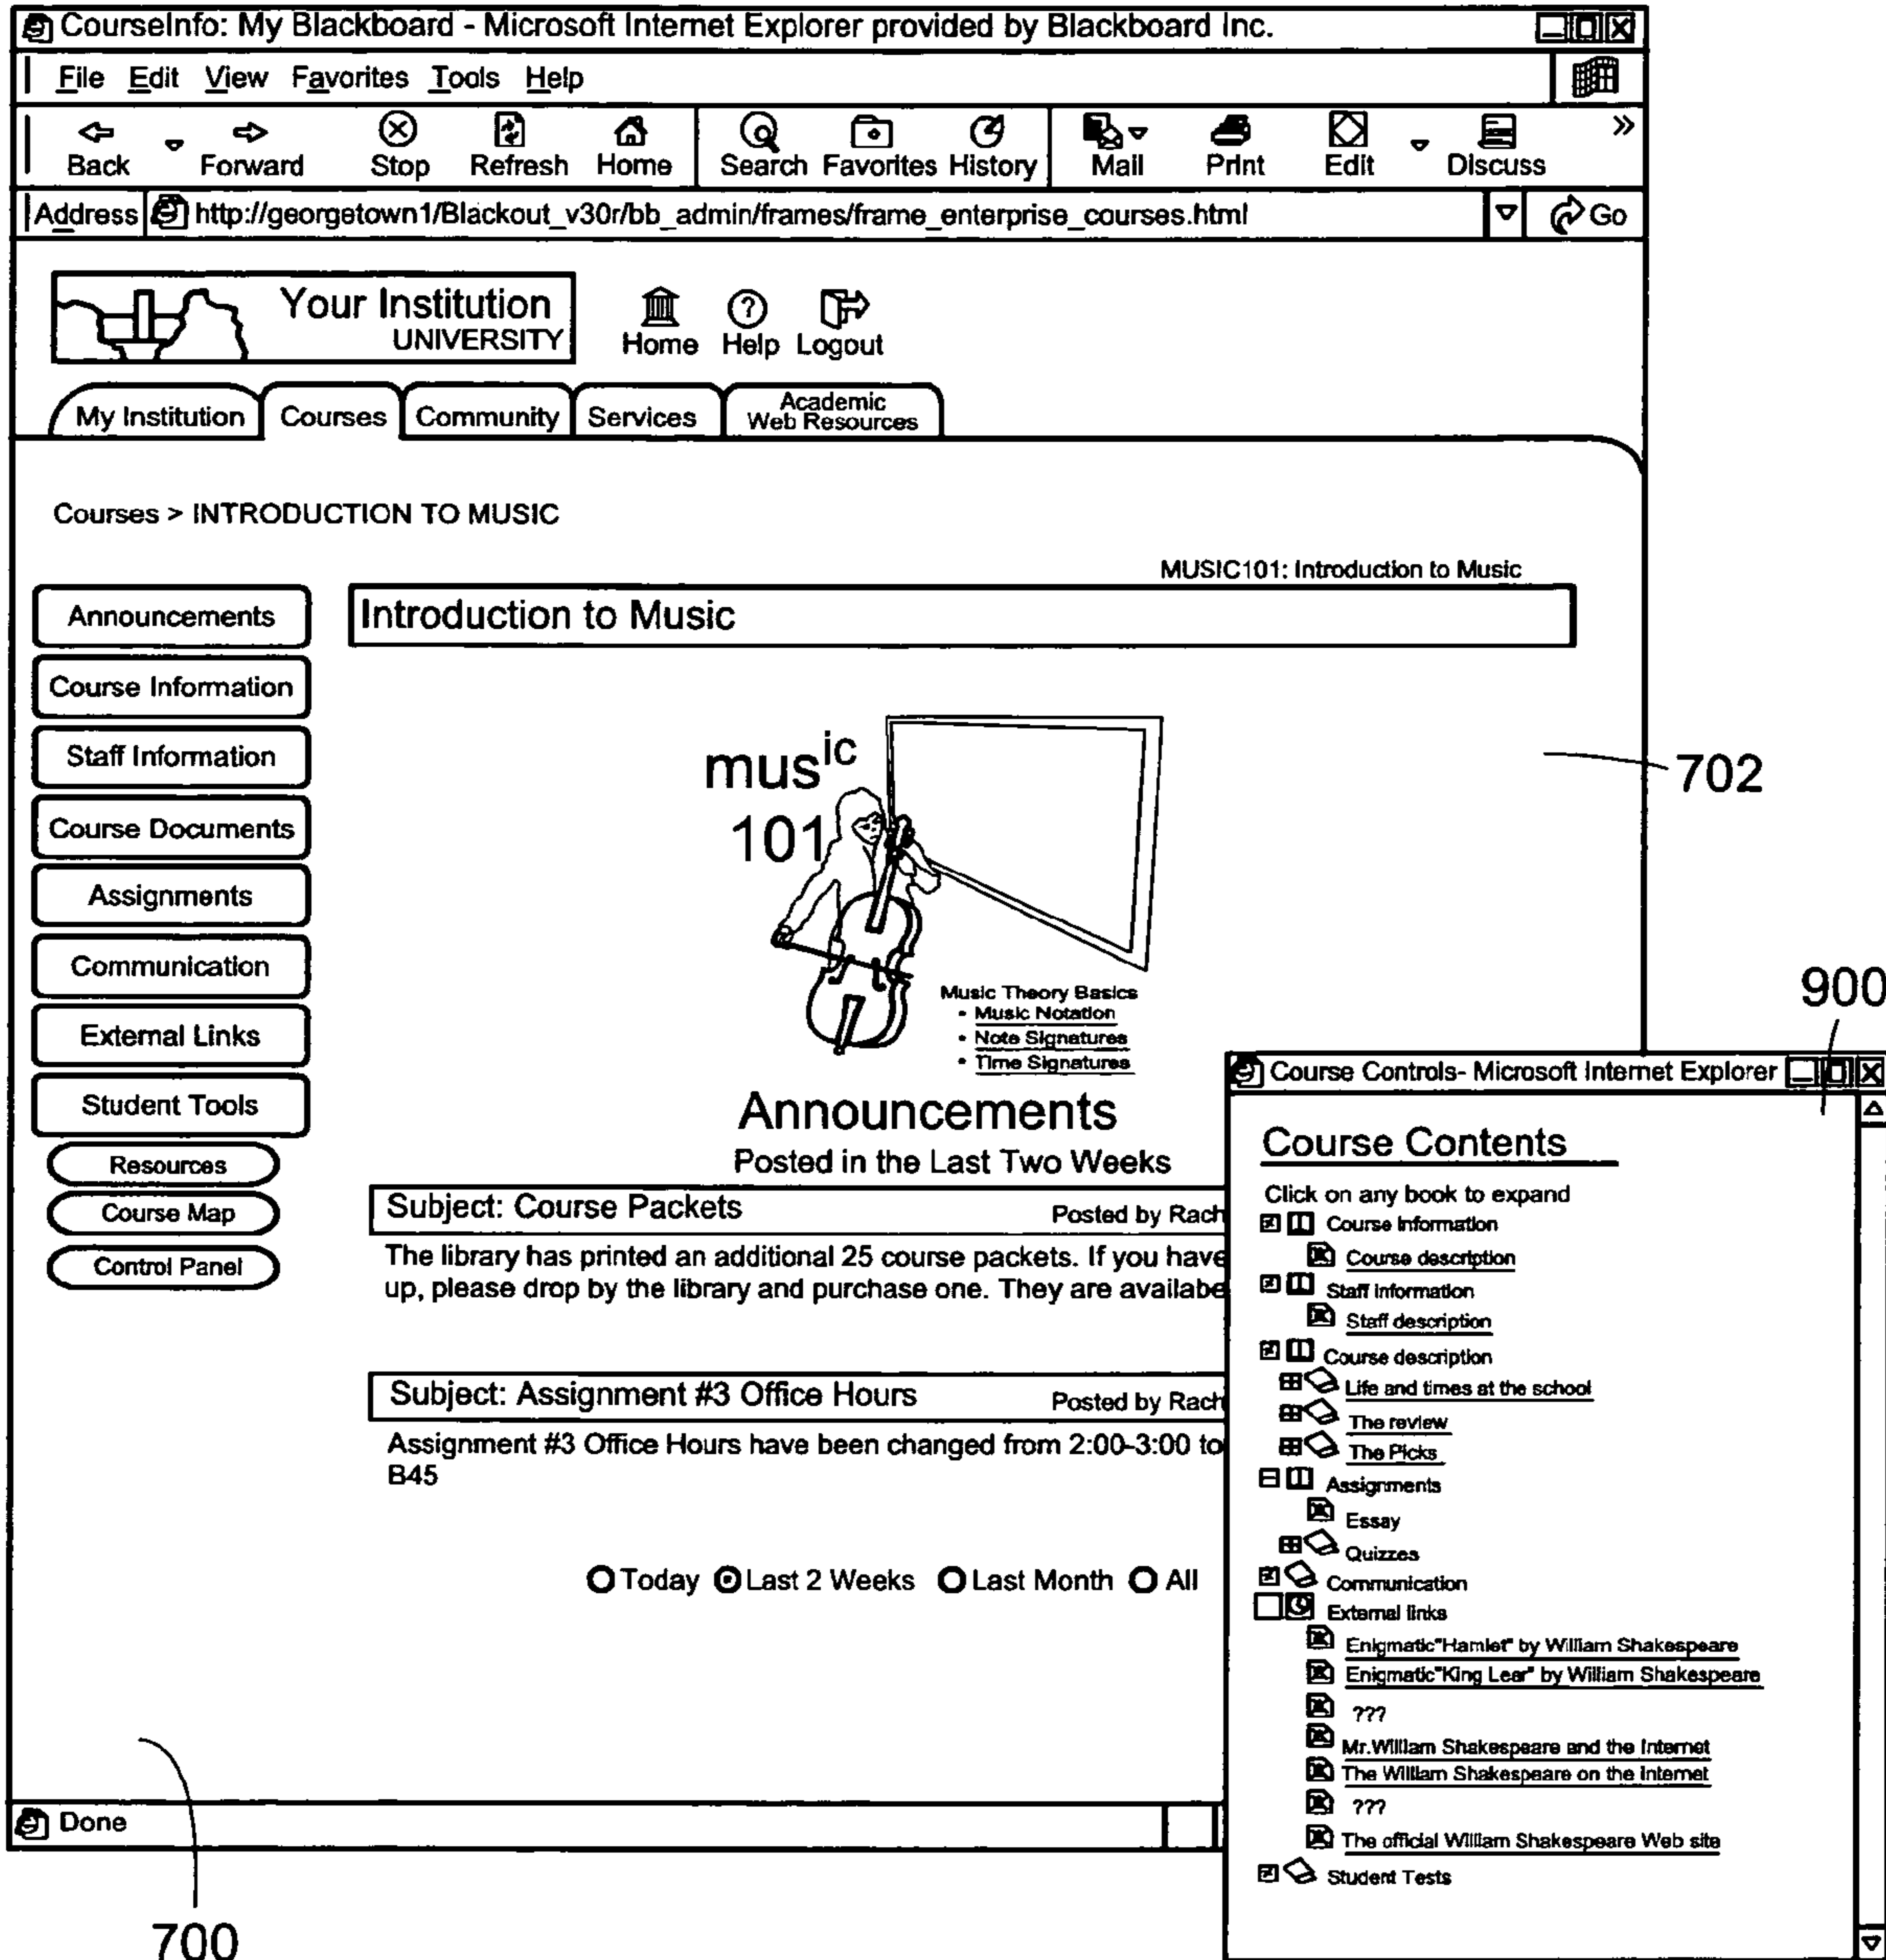 CourseInfo: My Blackboard - Microsoft Internet Explorer provided by Blackboard Inc.
File Edit View Favorites Tools Help
Back Forward Stop Refresh Home Search Favorites History Mail Print Edit Discuss »
Address http://georgetown1/Blackout_v30r/bb_admin/frames/frame_enterprise_courses.html Go
Your Institution
UNIVERSITY
Home Help Logout
My Institution Courses Community Services Academic Web Resources
Courses > INTRODUCTION TO MUSIC
MUSIC101: Introduction to Music
Announcements
Course Information
Staff Information
Course Documents
Assignments
Communication
External Links
Student Tools
Resources
Course Map
Control Panel
Introduction to Music
music
101
702
Music Theory Basics
• Music Notation
• Note Signatures
• Time Signatures
Announcements
Posted in the Last Two Weeks
Subject: Course Packets Posted by Rach
The library has printed an additional 25 course packets. If you have
up, please drop by the library and purchase one. They are availabe
Subject: Assignment #3 Office Hours Posted by Rach
Assignment #3 Office Hours have been changed from 2:00-3:00 to
B45
Today Last 2 Weeks Last Month All
Done
700
900
Course Controls- Microsoft Internet Explorer
Course Contents
Click on any book to expand
Course Information
Course description
Staff Information
Staff description
Course description
Life and times at the school
The review
The Picks
Assignments
Essay
Quizzes
Communication
External links
Enigmatic"Hamlet" by William Shakespeare
Enigmatic"King Lear" by William Shakespeare
???
Mr.William Shakespeare and the Internet
The William Shakespeare on the Internet
???
The official William Shakespeare Web site
Student Tests